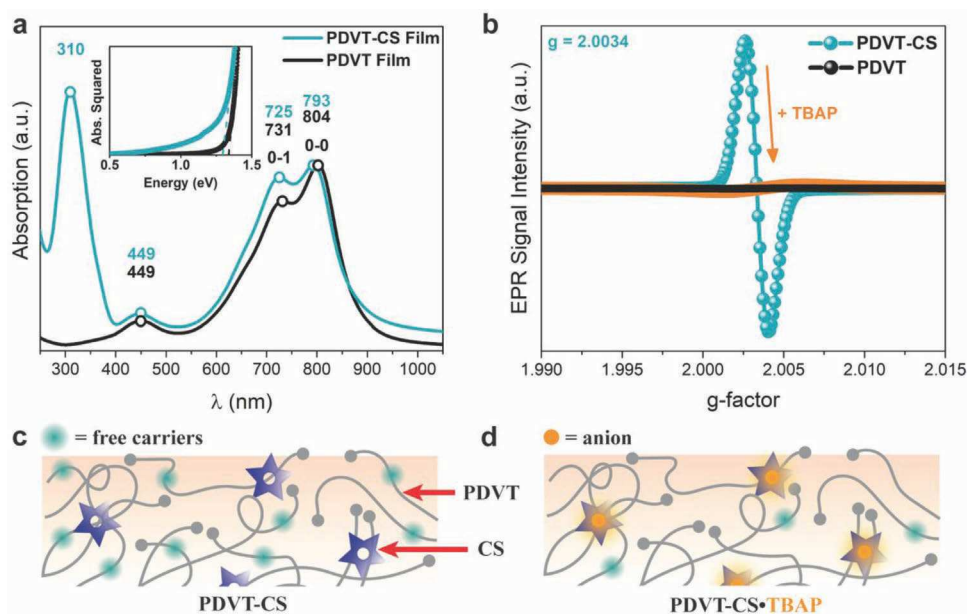 a
310
PDVT-CS Film
PDVT Film
Abs. Squared
0.5 1.0 1.5
Energy (eV)
725
731
0-1
793
804
0-0
449
449
Absorption (a.u.)
300 400 500 600 700 800 900 1000
λ (nm)
b
g = 2.0034
PDVT-CS
PDVT
+ TBAP
EPR Signal Intensity (a.u.)
1.990 1.995 2.000 2.005 2.010 2.015
g-factor
c
= free carriers
PDVT
CS
PDVT-CS
d
= anion
PDVT-CS•TBAP